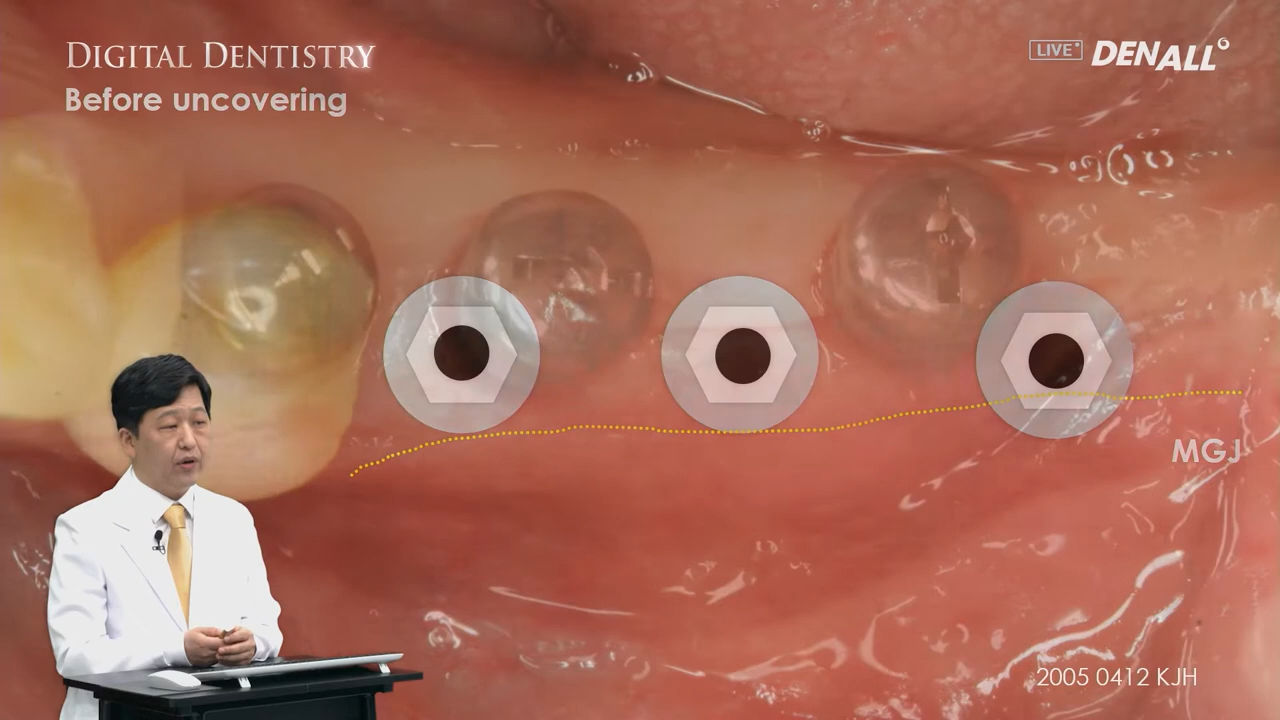 DIGITAL DENTISTRY
Before uncovering
LIVE
DENALL
MGJ
2005 0412 KJH